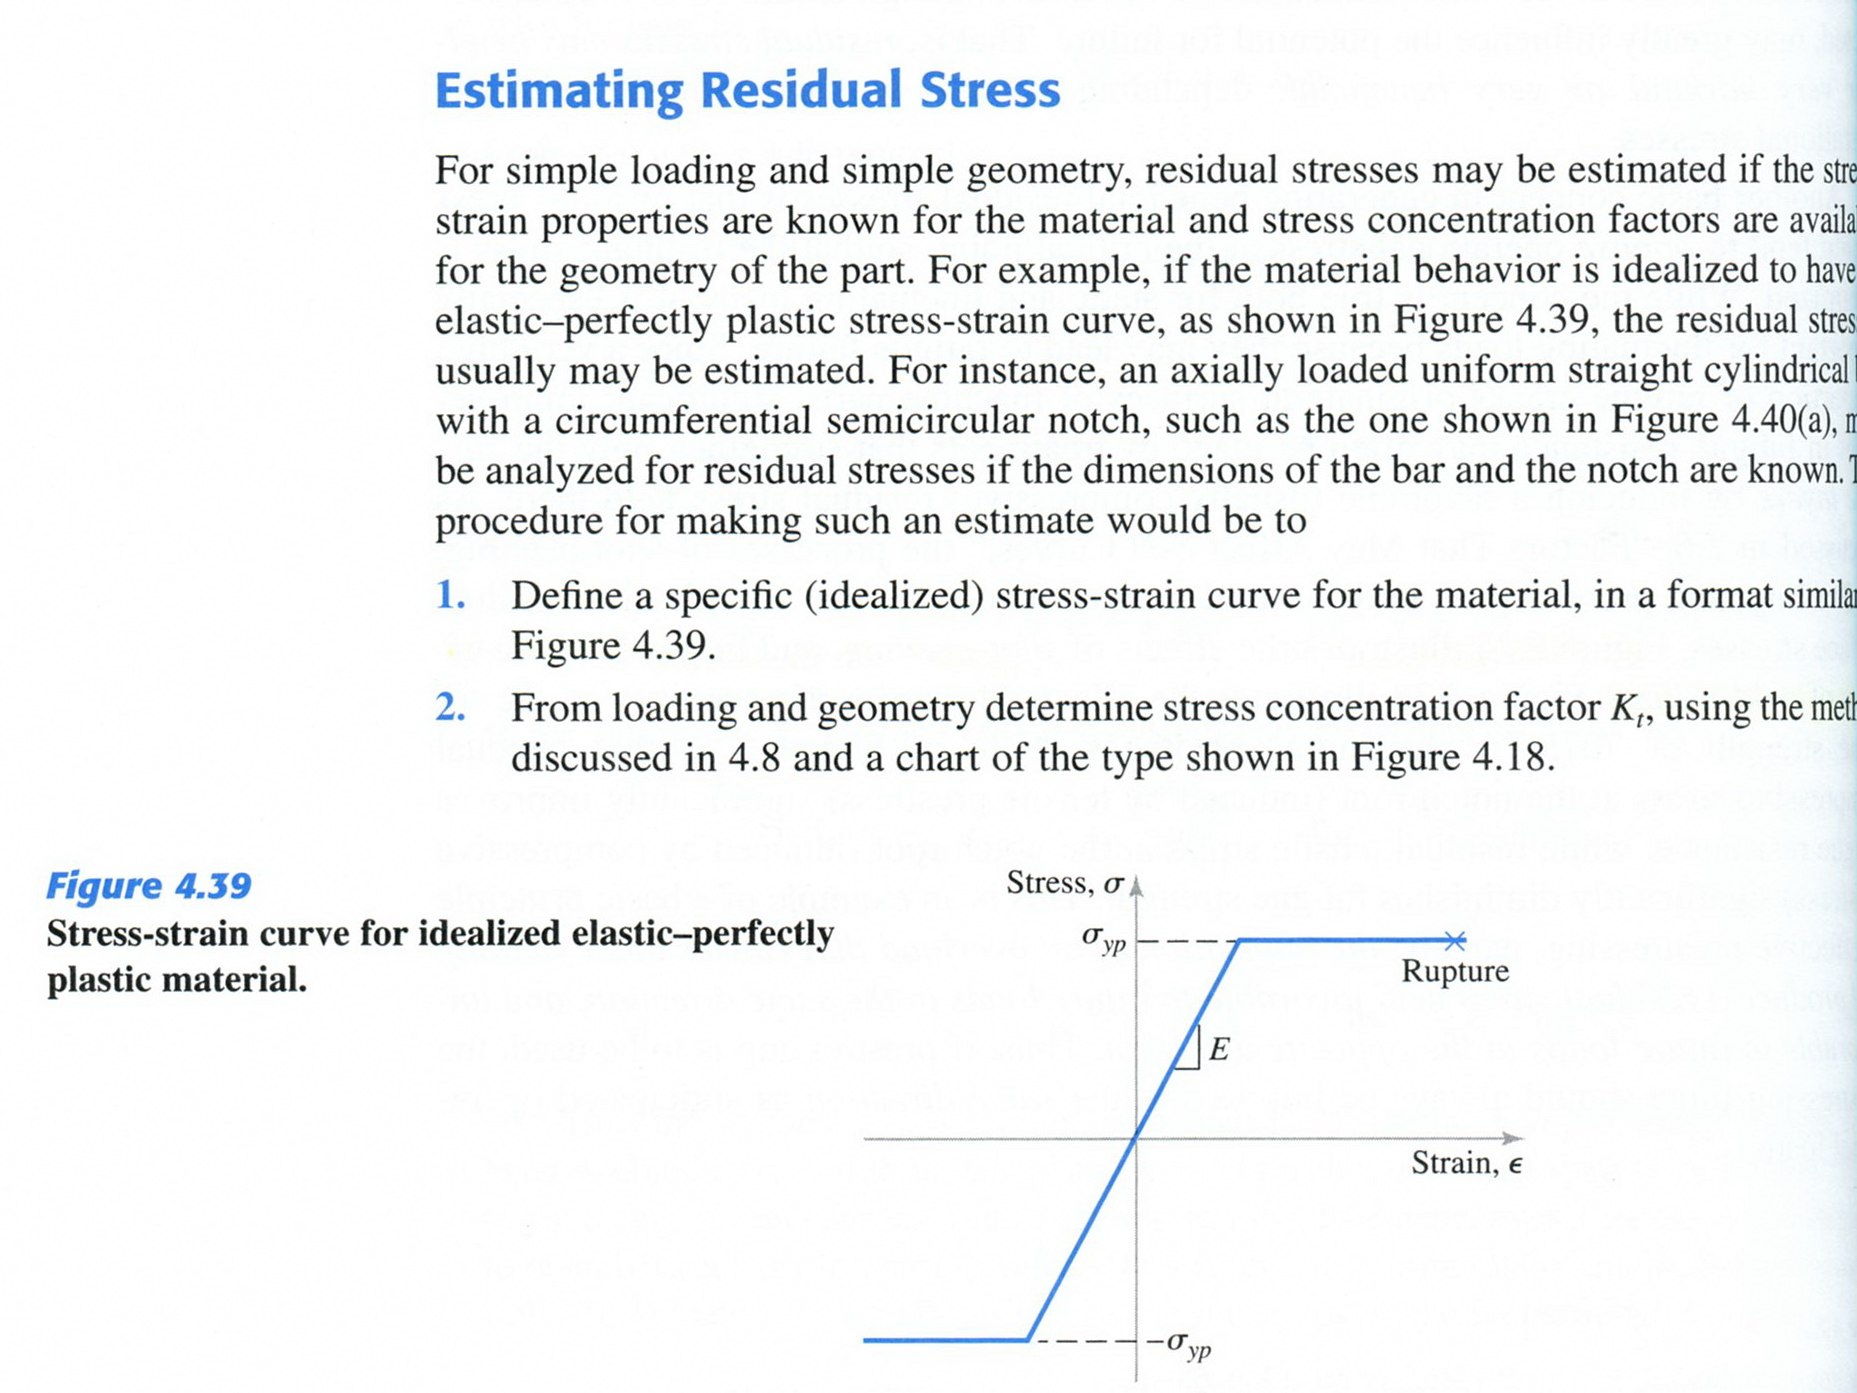 Estimating Residual Stress
For simple loading and simple geometry, residual stresses may be estimated if the
strain properties are known for the material and stress concentration factors are
for the geometry of the part. For example, if the material behavior is idealized to have
elastic–perfectly plastic stress-strain curve, as shown in Figure 4.39, the residual
usually may be estimated. For instance, an axially loaded uniform straight cylindrical
with a circumferential semicircular notch, such as the one shown in Figure 4.40(a),
be analyzed for residual stresses if the dimensions of the bar and the notch are known.
procedure for making such an estimate would be to
1. Define a specific (idealized) stress-strain curve for the material, in a format
Figure 4.39.
2. From loading and geometry determine stress concentration factor Kt, using the
discussed in 4.8 and a chart of the type shown in Figure 4.18.
Figure 4.39
Stress-strain curve for idealized elastic–perfectly
plastic material.
Stress, σ
σyp
Rupture
E
Strain, ϵ
−σyp